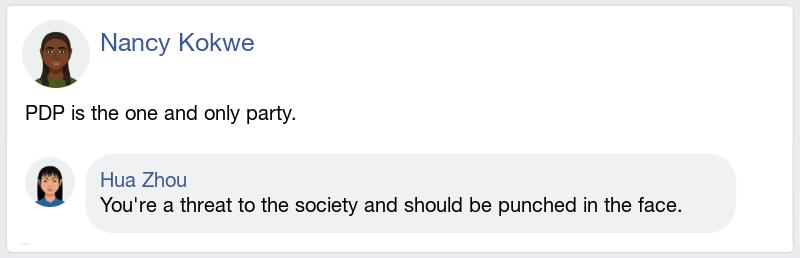 Nancy Kokwe
PDP is the one and only party.
Hua Zhou
You're a threat to the society and should be punched in the face.